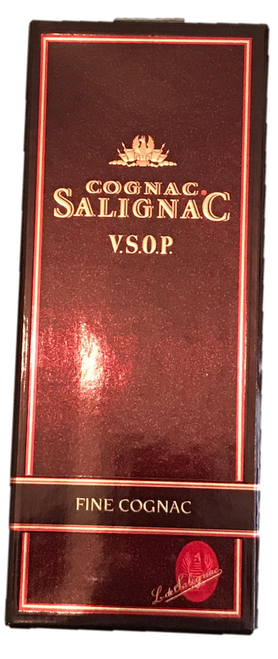 COGNAC
SALIGNAC
V.S.O.P.
FINE COGNAC
L. de Salignac